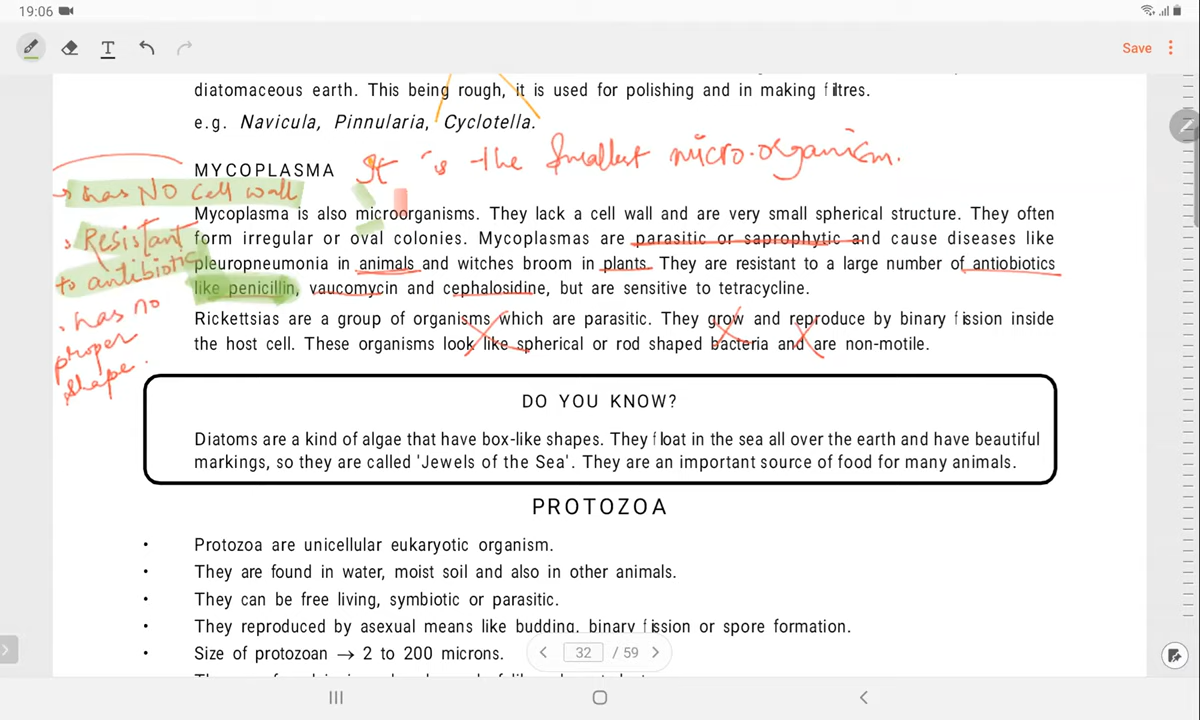 19:06
T
Save
diatomaceous earth. This being rough, it is used for polishing and in making filtres.
e.g. Navicula, Pinnularia, Cyclotella.
MYCOPLASMA It is the Smallest micro-organism.
→ has NO cell wall
Mycoplasma is also microorganisms. They lack a cell wall and are very small spherical structure. They often
form irregular or oval colonies. Mycoplasmas are parasitic or saprophytic and cause diseases like
pleuropneumonia in animals and witches broom in plants. They are resistant to a large number of antiobiotics
like penicillin, vaucomycin and cephalosidine, but are sensitive to tetracycline.
Resistant
to antibiotic
has no
proper
shape.
Rickettsias are a group of organisms which are parasitic. They grow and reproduce by binary fission inside
the host cell. These organisms look like spherical or rod shaped bacteria and are non-motile.
DO YOU KNOW?
Diatoms are a kind of algae that have box-like shapes. They float in the sea all over the earth and have beautiful
markings, so they are called 'Jewels of the Sea'. They are an important source of food for many animals.
PROTOZOA
• Protozoa are unicellular eukaryotic organism.
• They are found in water, moist soil and also in other animals.
• They can be free living, symbiotic or parasitic.
• They reproduced by asexual means like budding, binary fission or spore formation.
• Size of protozoan → 2 to 200 microns.
32 / 59